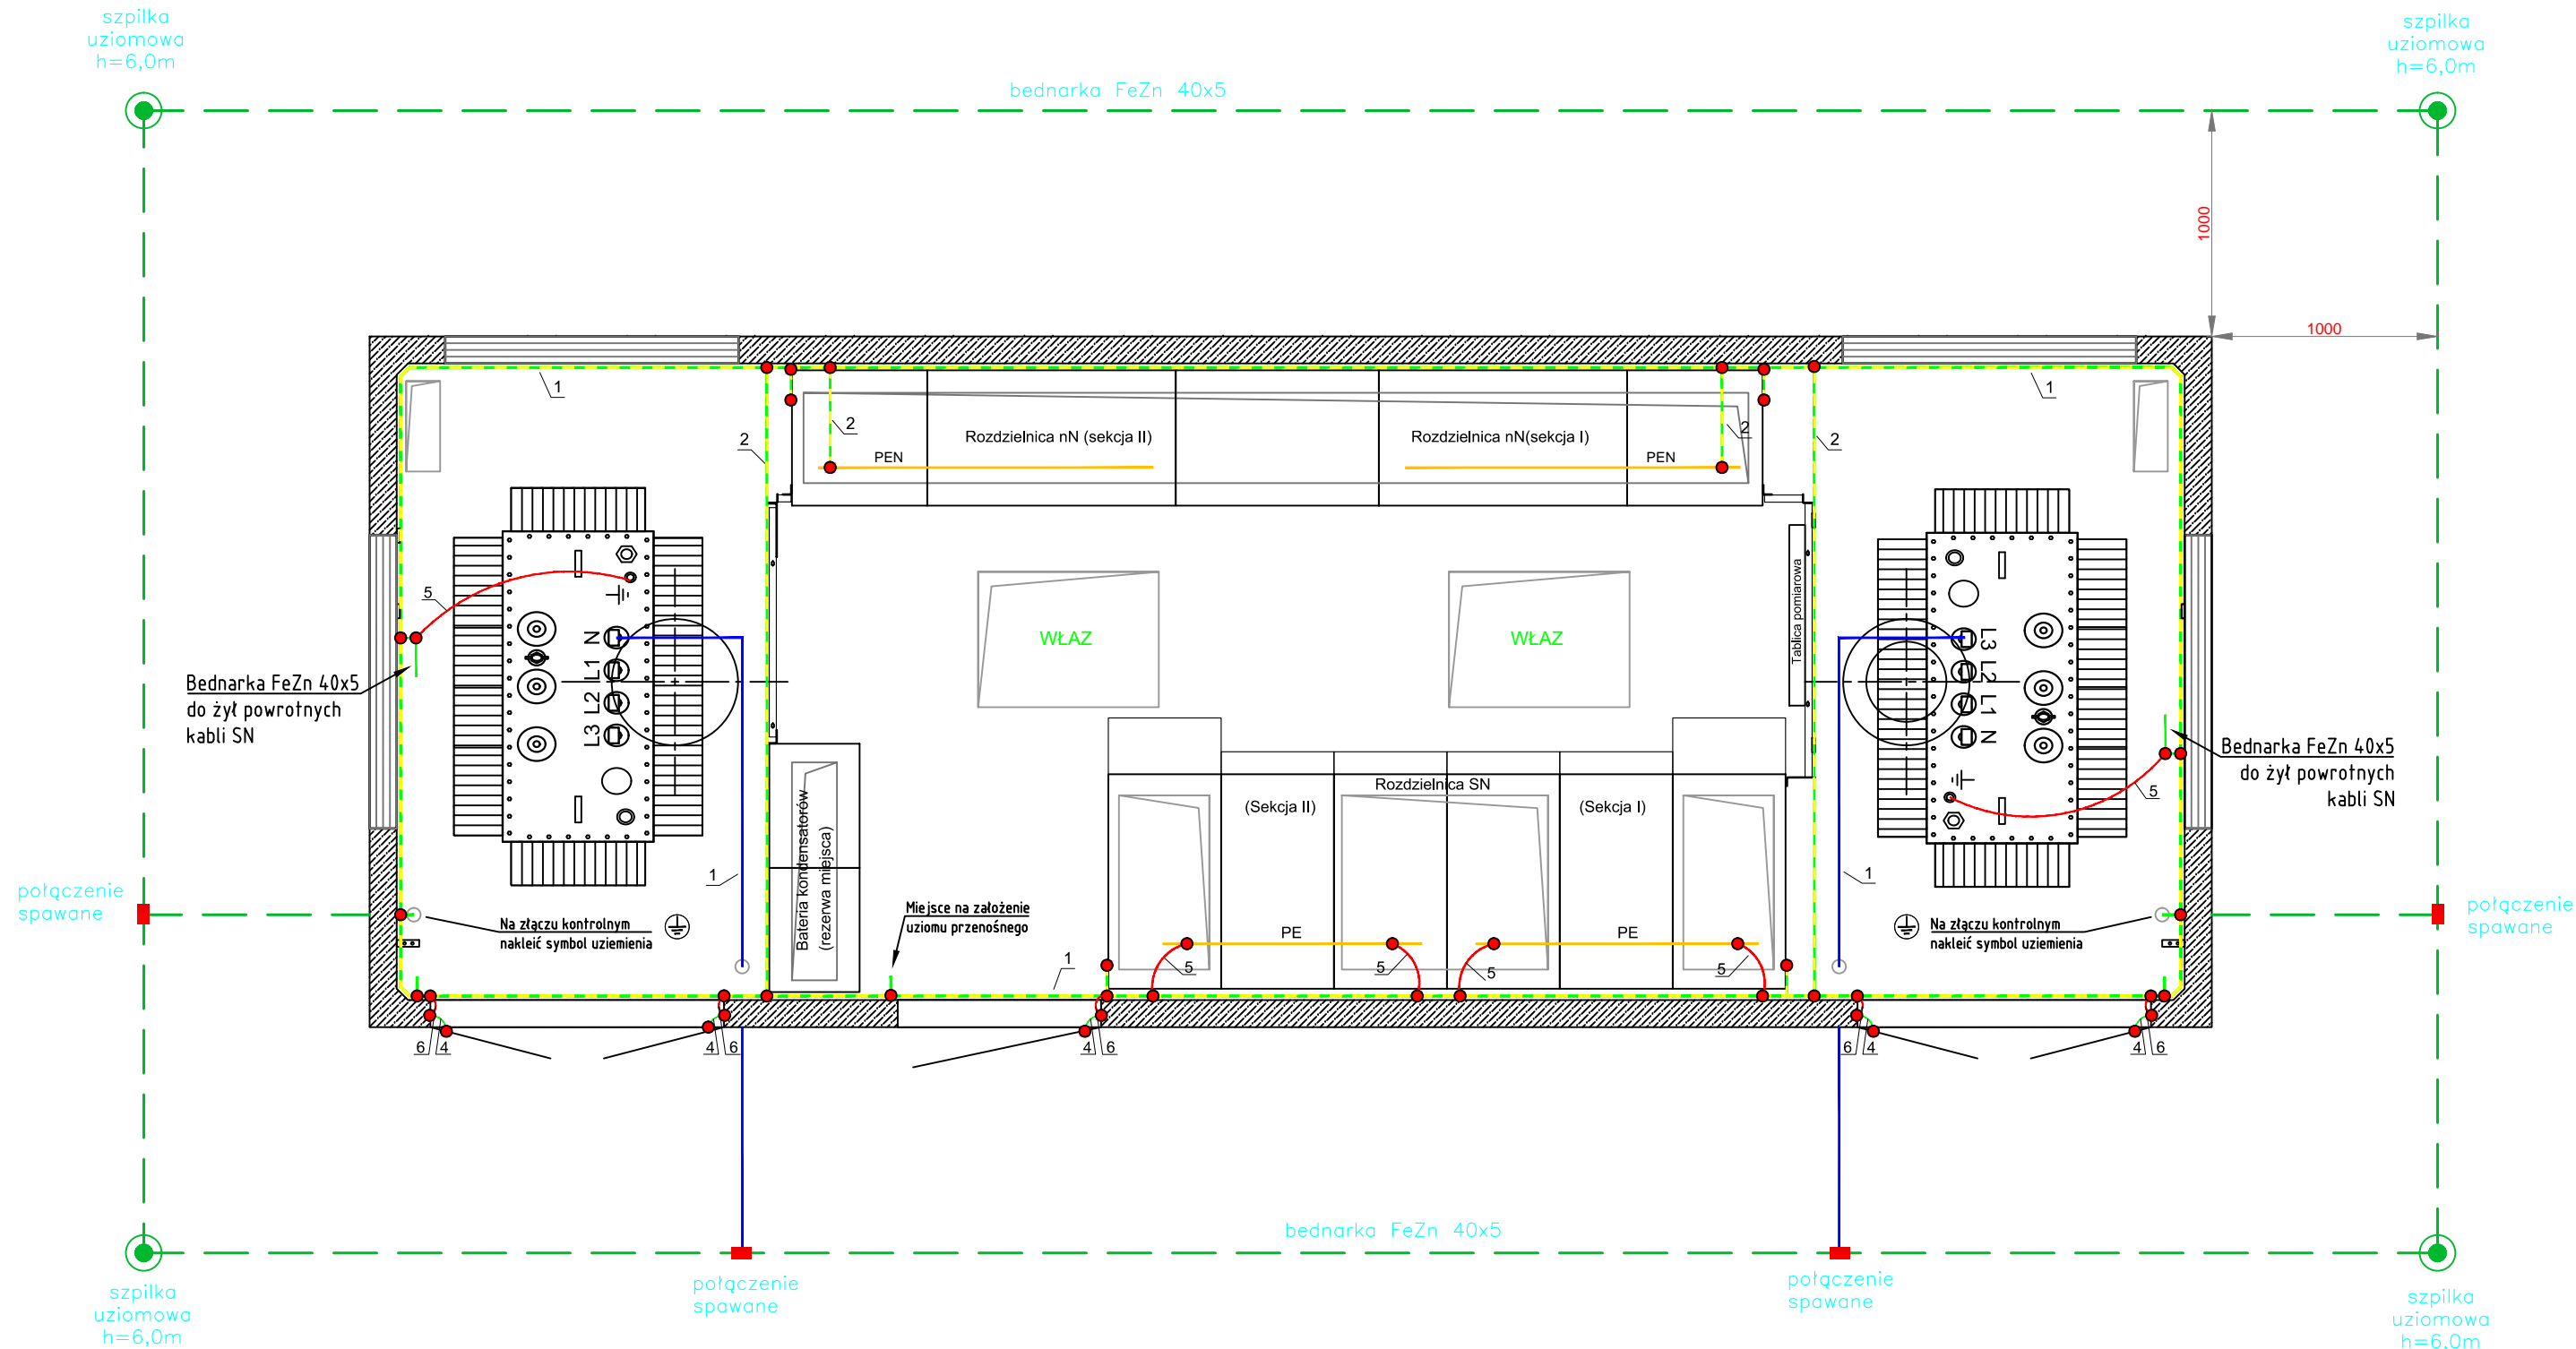 szpilka
uziomowa
h=6,0m
szpilka
uziomowa
h=6,0m
bednarka FeZn 40x5
1000
1000
1
1
2
2
2
2
Rozdzielnica nN (sekcja II)
Rozdzielnica nN(sekcja I)
PEN
PEN
5
N
L1
L2
L3
WŁAZ
WŁAZ
Tablica pomiarowa
L3
L2
L1
N
Bednarka FeZn 40x5
do żył powrotnych
kabli SN
Bednarka FeZn 40x5
do żył powrotnych
kabli SN
5
Rozdzielnica SN
(Sekcja II)
(Sekcja I)
Bateria kondensatorów
(rezerwa miejsca)
1
1
połączenie
spawane
połączenie
spawane
Na złączu kontrolnym
nakleić symbol uziemienia
Miejsce na założenie
uziomu przenośnego
Na złączu kontrolnym
nakleić symbol uziemienia
PE
PE
1
5
5
5
5
6
4
4
6
4
6
6
4
4
6
bednarka FeZn 40x5
połączenie
spawane
połączenie
spawane
szpilka
uziomowa
h=6,0m
szpilka
uziomowa
h=6,0m